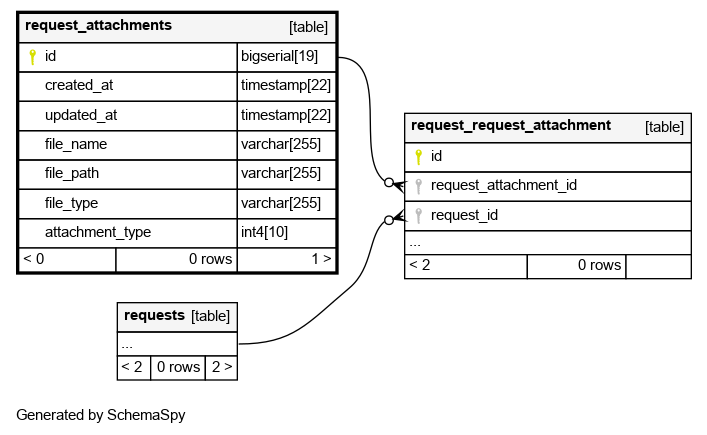 request_attachments [table]
id bigserial[19]
created_at timestamp[22]
updated_at timestamp[22]
file_name varchar[255]
file_path varchar[255]
file_type varchar[255]
attachment_type int4[10]
< 0 0 rows 1 >
request_request_attachment [table]
id
request_attachment_id
request_id
...
< 2 0 rows
requests [table]
...
< 2 0 rows 2 >
Generated by SchemaSpy